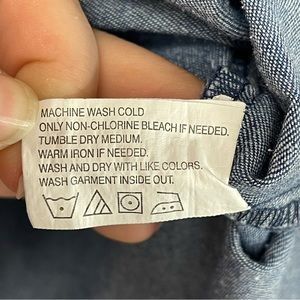 MACHINE WASH COLD
ONLY NON-CHLORINE BLEACH IF NEEDED.
TUMBLE DRY MEDIUM.
WARM IRON IF NEEDED.
WASH AND DRY WITH LIKE COLORS.
WASH GARMENT INSIDE OUT.